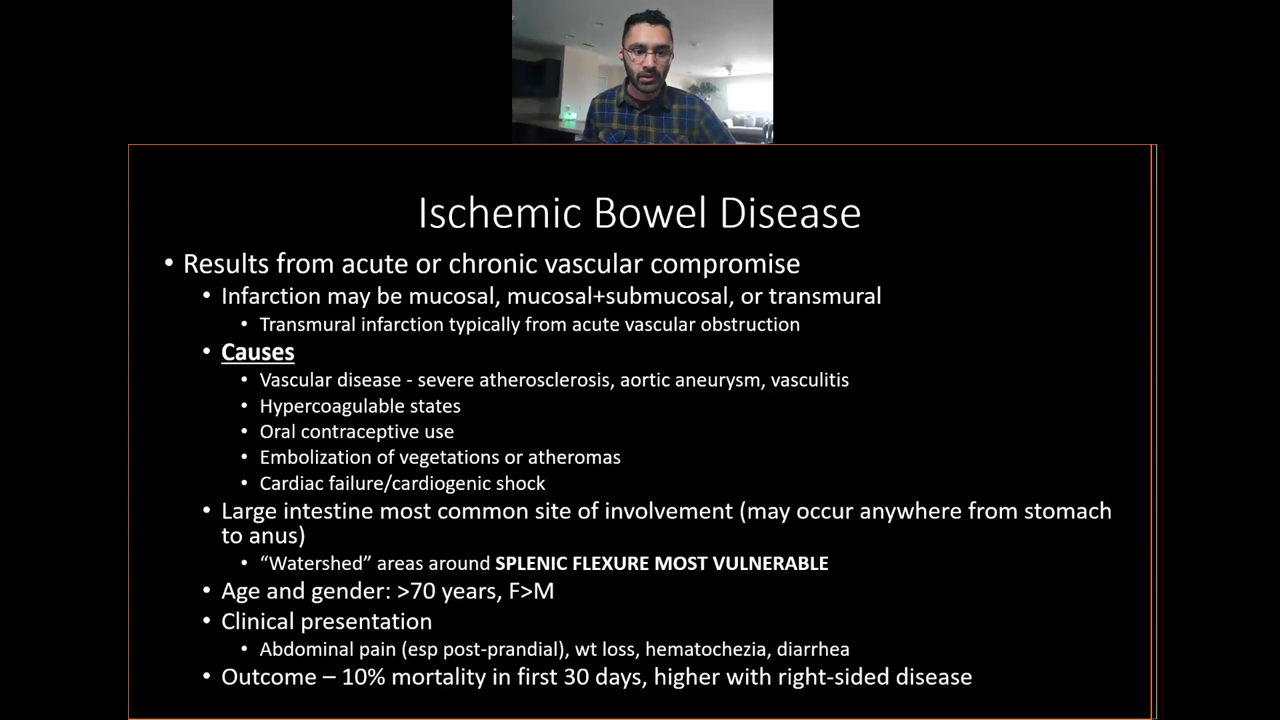 Ischemic Bowel Disease
• Results from acute or chronic vascular compromise
• Infarction may be mucosal, mucosal+submucosal, or transmural
• Transmural infarction typically from acute vascular obstruction
• Causes
• Vascular disease - severe atherosclerosis, aortic aneurysm, vasculitis
• Hypercoagulable states
• Oral contraceptive use
• Embolization of vegetations or atheromas
• Cardiac failure/cardiogenic shock
• Large intestine most common site of involvement (may occur anywhere from stomach
to anus)
• “Watershed” areas around SPLENIC FLEXURE MOST VULNERABLE
• Age and gender: >70 years, F>M
• Clinical presentation
• Abdominal pain (esp post-prandial), wt loss, hematochezia, diarrhea
• Outcome – 10% mortality in first 30 days, higher with right-sided disease